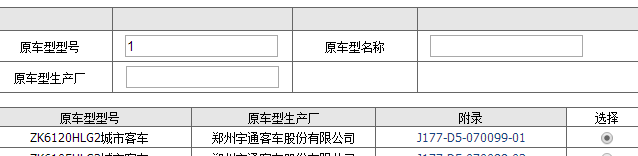 原车型型号 1 原车型名称
原车型生产厂
原车型型号 原车型生产厂 附录 选择
ZK6120HLG2城市客车 郑州宇通客车股份有限公司 J177-D5-070099-01